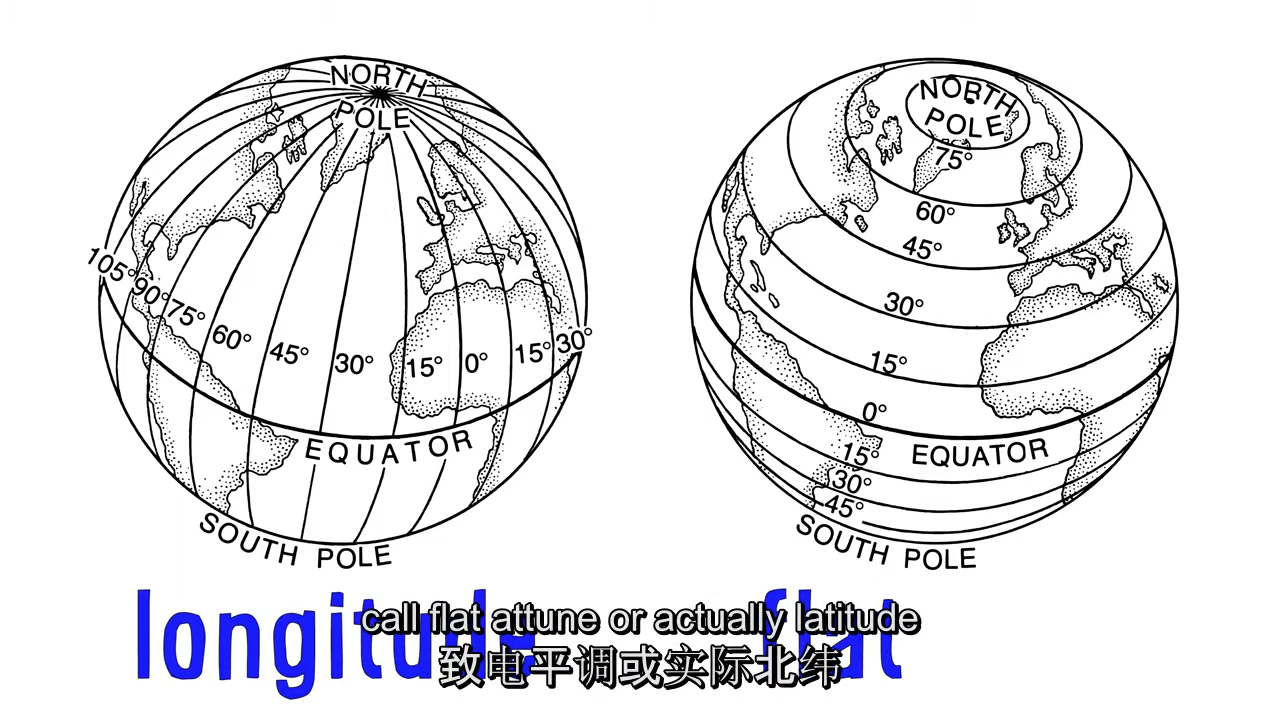 NORTH
POLE
105° 90° 75° 60° 45° 30° 15° 0° 15° 30°
EQUATOR
SOUTH POLE
NORTH
POLE
75°
60°
45°
30°
15°
0°
EQUATOR
15°
30°
45°
SOUTH POLE
longitude flat
call flat attune or actually latitude
致电平调或实际北纬